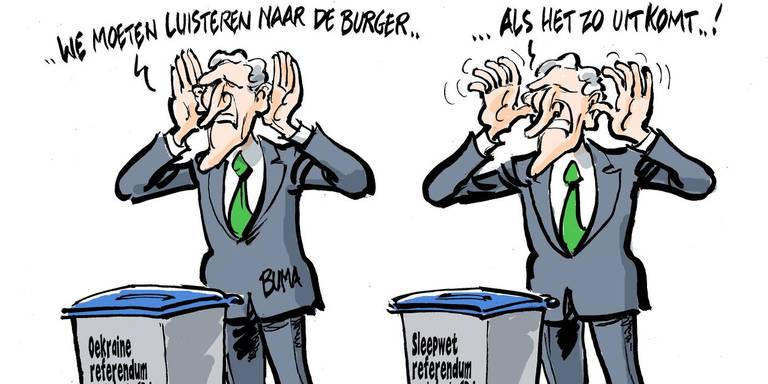 ..WE MOETEN LUISTEREN NAAR DE BURGER..
... ALS HET ZO UITKOMT..!
BUMA
Oekraine
referendum
Sleepwet
referendum